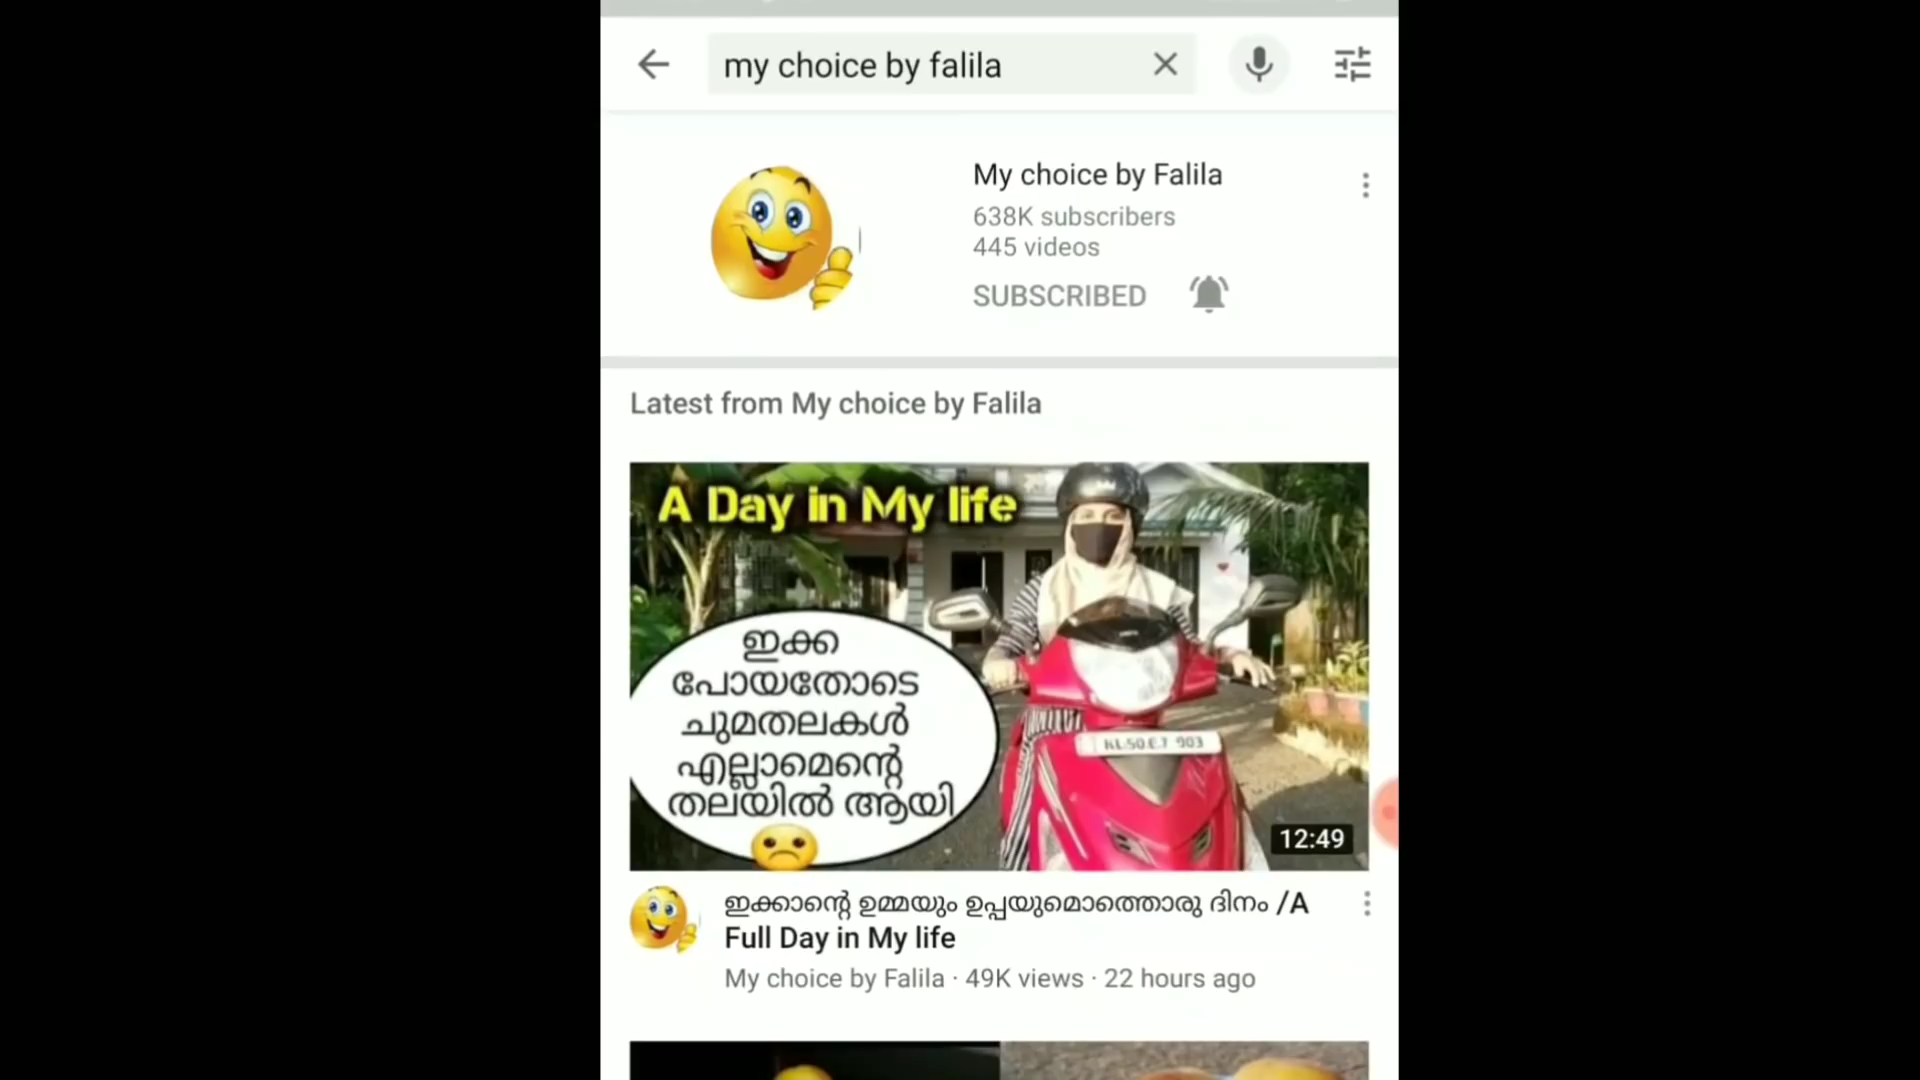 my choice by falila
My choice by Falila
638K subscribers
445 videos
SUBSCRIBED
Latest from My choice by Falila
A Day in My life
ഇക്ക
പോയതോടെ
ചുമതലകൾ
എല്ലാമെന്റെ
തലയിൽ ആയി
12:49
ഇക്കാന്റെ ഉമ്മയും ഉപ്പയുമൊത്തൊരു ദിനം /A
Full Day in My life
My choice by Falila · 49K views · 22 hours ago